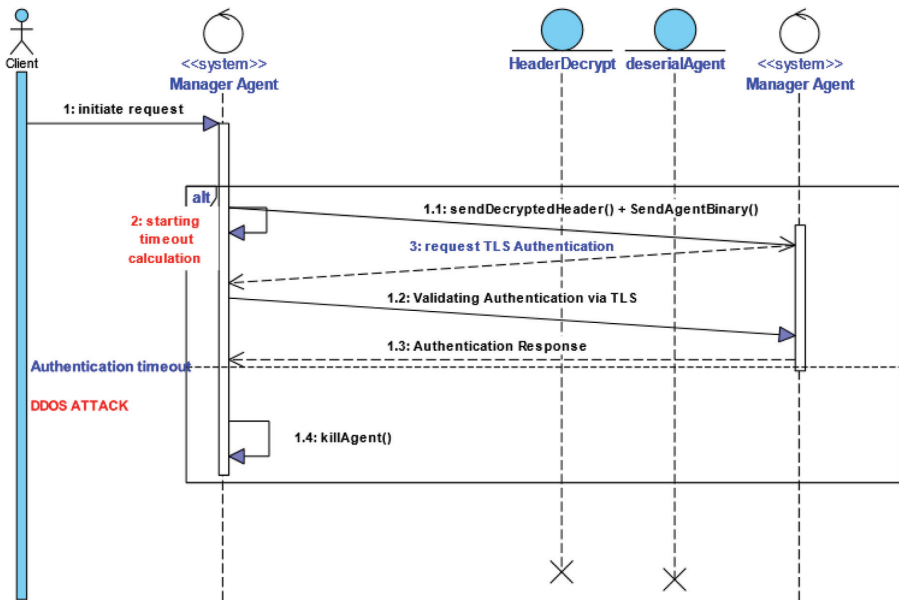 Client
<<system>>
Manager Agent
HeaderDecrypt
deserialAgent
<<system>>
Manager Agent
1: initiate request
alt
1.1: sendDecryptedHeader() + SendAgentBinary()
2: starting
timeout
calculation
3: request TLS Authentication
1.2: Validating Authentication via TLS
1.3: Authentication Response
Authentication timeout
DDOS ATTACK
1.4: killAgent()